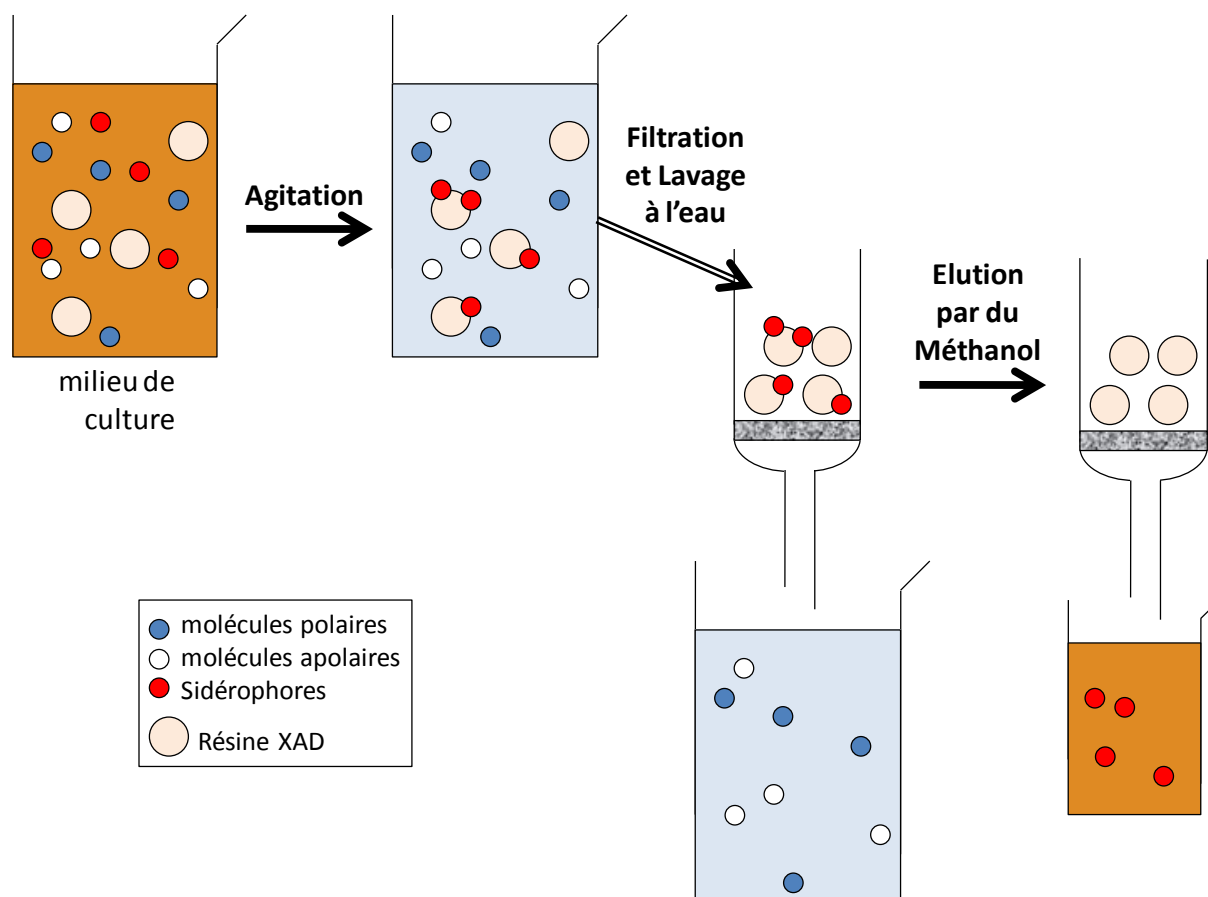 Agitation
milieu de
culture
Filtration
et Lavage
à l'eau
Elution
par du
Méthanol
molécules polaires
molécules apolaires
Sidérophores
Résine XAD